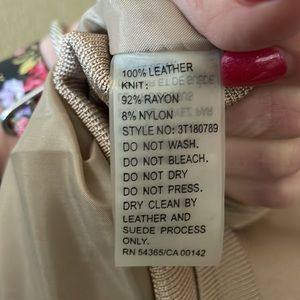 100% LEATHER
KNIT:
92% RAYON
8% NYLON
STYLE NO: 3T180789
DO NOT WASH.
DO NOT BLEACH.
DO NOT DRY
DO NOT PRESS.
DRY CLEAN BY
LEATHER AND
SUEDE PROCESS
ONLY.
RN 54365/CA 00142